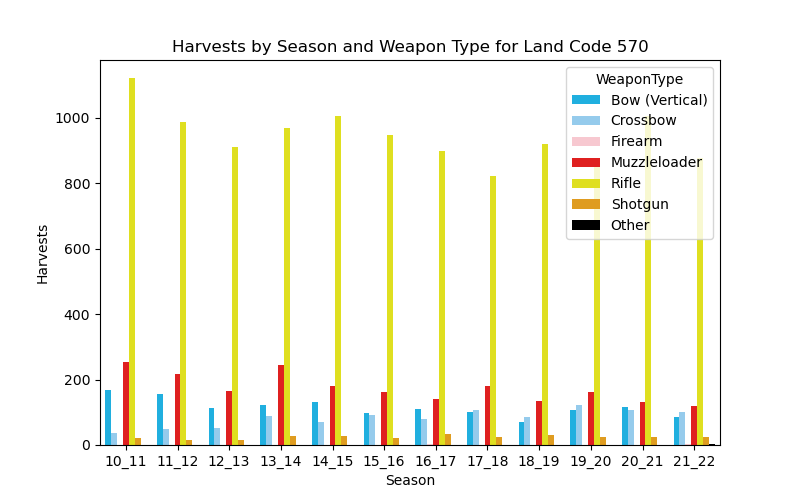 Harvests by Season and Weapon Type for Land Code 570
WeaponType
Bow (Vertical)
Crossbow
Firearm
Muzzleloader
Rifle
Shotgun
Other
Harvests
1000
800
600
400
200
0
10_11 11_12 12_13 13_14 14_15 15_16 16_17 17_18 18_19 19_20 20_21 21_22
Season